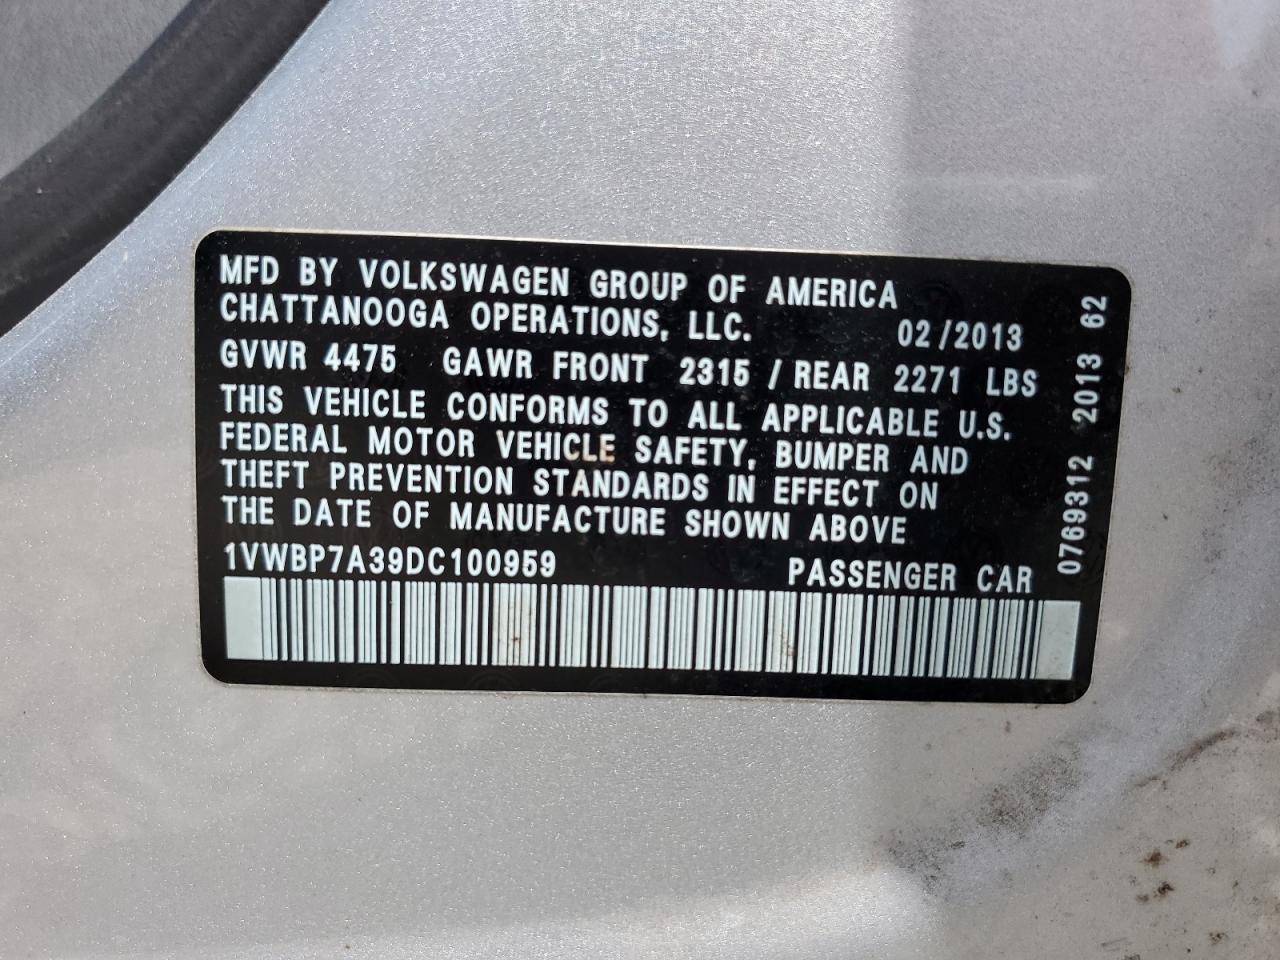 MFD BY VOLKSWAGEN GROUP OF AMERICA
CHATTANOOGA OPERATIONS, LLC. 02/2013
GVWR 4475 GAWR FRONT 2315 / REAR 2271 LBS
THIS VEHICLE CONFORMS TO ALL APPLICABLE U.S.
FEDERAL MOTOR VEHICLE SAFETY, BUMPER AND
THEFT PREVENTION STANDARDS IN EFFECT ON
THE DATE OF MANUFACTURE SHOWN ABOVE
1VWBP7A39DC100959 PASSENGER CAR
0769312 2013 62